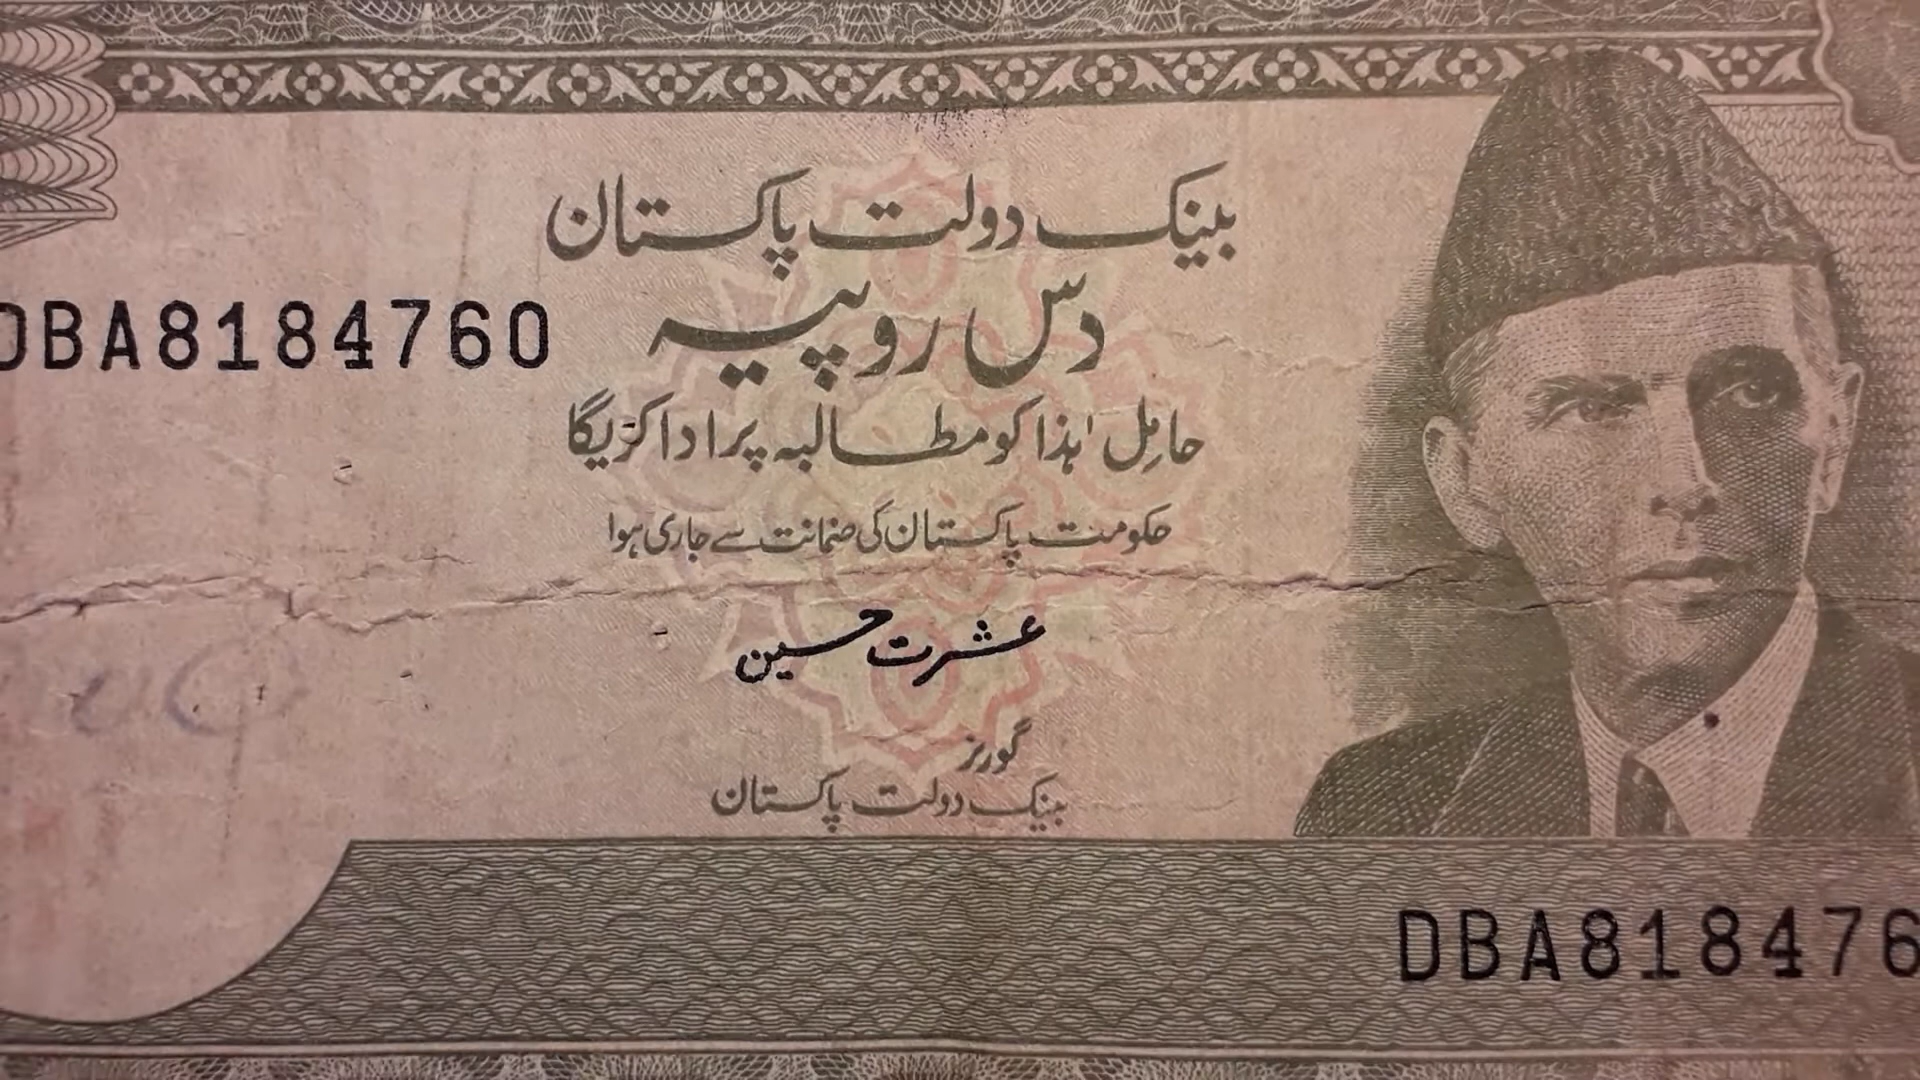 بینک دولت پاکستان
DBA8184760
دس روپیہ
حامِل ہٰذا کو مطالبہ پر ادا کریگا
حکومت پاکستان کی ضمانت سے جاری ہوا
عشرت حسین
گورنر
بینک دولت پاکستان
DBA818476